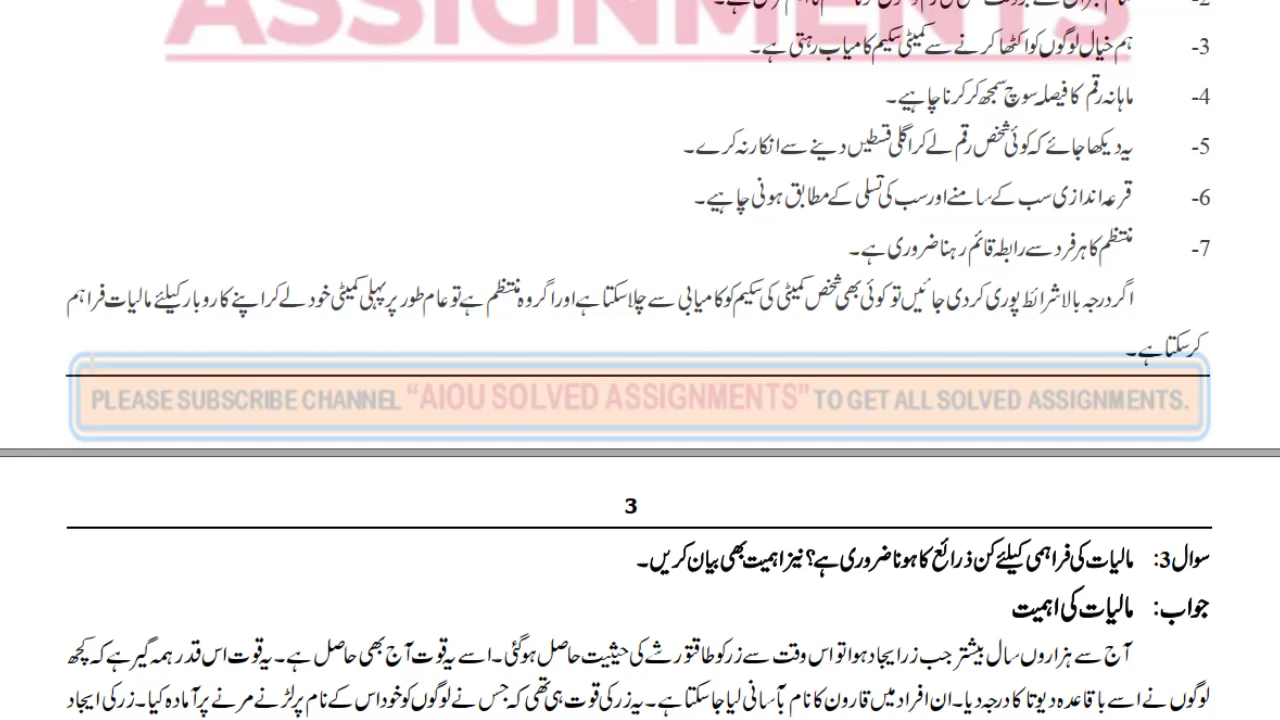 ASSIGNMENTS
3- ہم خیال لوگوں کو اکٹھا کرنے سے کمیٹی سکیم کامیاب رہتی ہے۔
4- ماہانہ رقم کا فیصلہ سوچ سمجھ کر کرنا چاہیے۔
5- یہ دیکھا جائے کہ کوئی شخص رقم لے کر اگلی قسطیں دینے سے انکار نہ کرے۔
6- قرعہ اندازی سب کے سامنے اور سب کی تسلی کے مطابق ہونی چاہیے۔
7- منتظم کا ہر فرد سے رابطہ قائم رہنا ضروری ہے۔
اگر درجہ بالا شرائط پوری کر دی جائیں تو کوئی بھی شخص کمیٹی کی سکیم کو کامیابی سے چلا سکتا ہے اور اگر وہ منتظم ہے تو عام طور پر پہلی کمیٹی خود لے کر اپنے کاروبار کیلئے مالیات فراہم
کر سکتا ہے۔
PLEASE SUBSCRIBE CHANNEL “AIOU SOLVED ASSIGNMENTS” TO GET ALL SOLVED ASSIGNMENTS.
3
سوال 3: مالیات کی فراہمی کیلئے کن ذرائع کا ہونا ضروری ہے؟ نیز اہمیت بھی بیان کریں۔
جواب: مالیات کی اہمیت
آج سے ہزاروں سال بیشتر جب زر ایجاد ہوا تو اس وقت سے زر کو طاقتور شے کی حیثیت حاصل ہو گئی۔ اسے یہ قوت آج بھی حاصل ہے۔ یہ قوت اس قدر ہمہ گیر ہے کہ کچھ
لوگوں نے اسے باقاعدہ دیوتا کا درجہ دیا۔ ان افراد میں قارون کا نام بآسانی لیا جا سکتا ہے۔ یہ زر کی قوت ہی تھی کہ جس نے لوگوں کو خود اس کے نام پر لڑنے مرنے پر آمادہ کیا۔ زر کی ایجاد